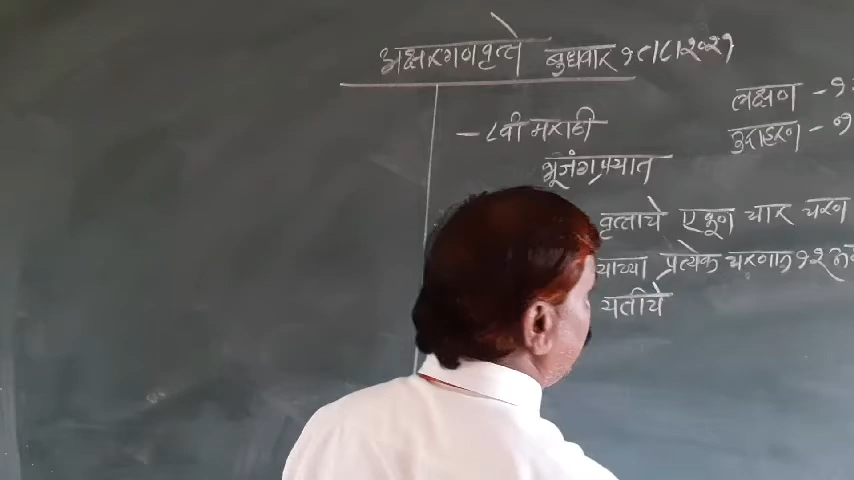 अक्षरगणवृत्ते बुधवार १८।८।२०२१
लक्षण - १
उदाहरण - १
- ८वी मराठी
भूजंगप्रयात
वृत्ताचे एकूण चार चरण
याच्या प्रत्येक चरणात १२
यतीचे